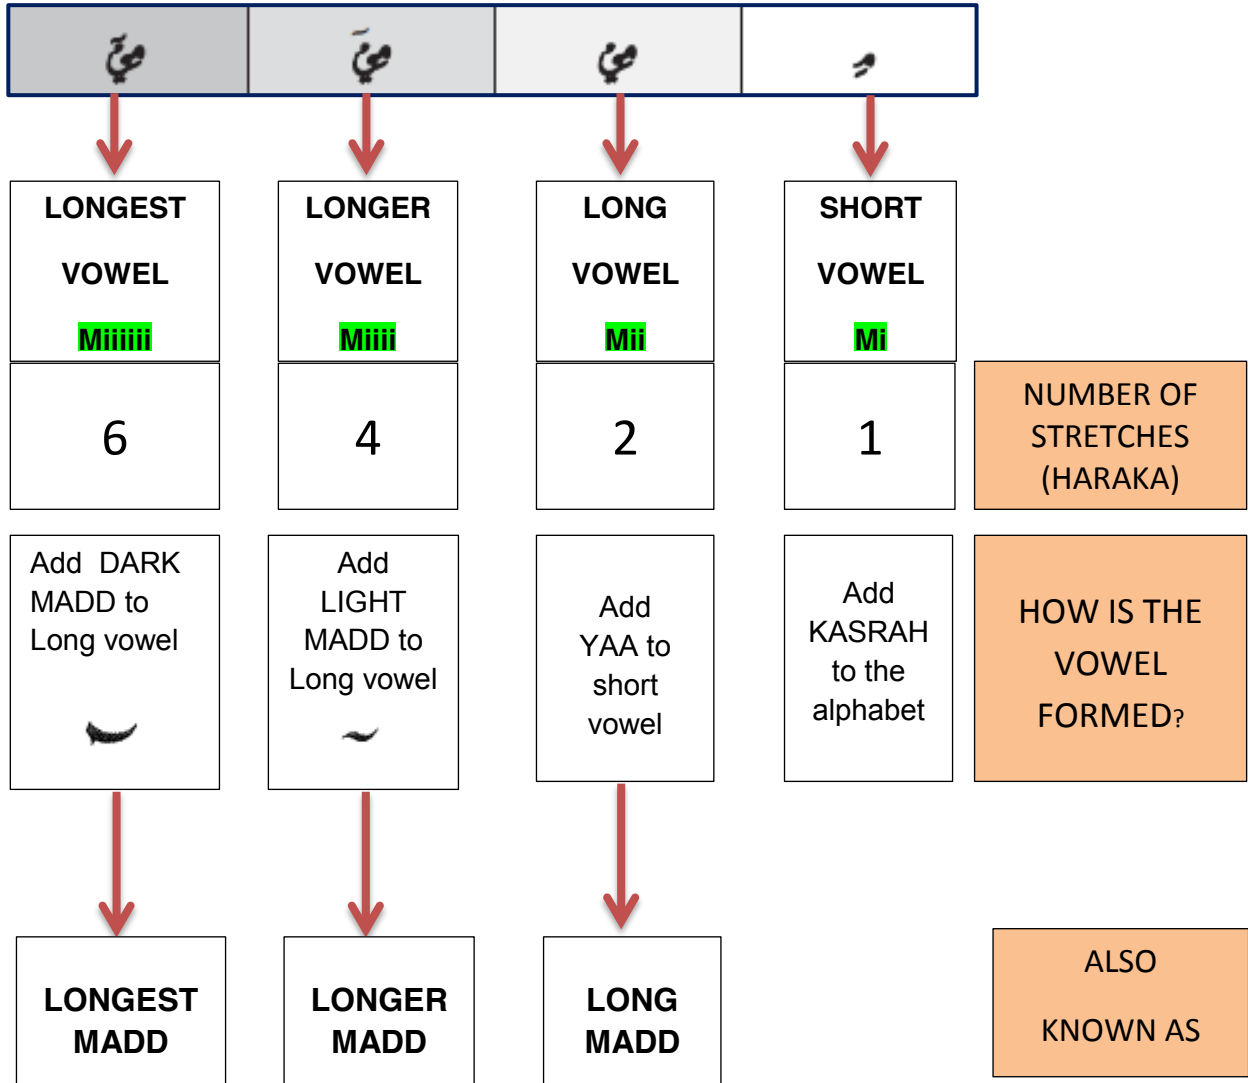 مِيٓ
مِيٓ
مِي
مِ
LONGEST
VOWEL
Miiiiii
LONGER
VOWEL
Miiii
LONG
VOWEL
Mii
SHORT
VOWEL
Mi
6
4
2
1
NUMBER OF
STRETCHES
(HARAKA)
Add DARK
MADD to
Long vowel
Add
LIGHT
MADD to
Long vowel
Add
YAA to
short
vowel
Add
KASRAH
to the
alphabet
HOW IS THE
VOWEL
FORMED?
LONGEST
MADD
LONGER
MADD
LONG
MADD
ALSO
KNOWN AS